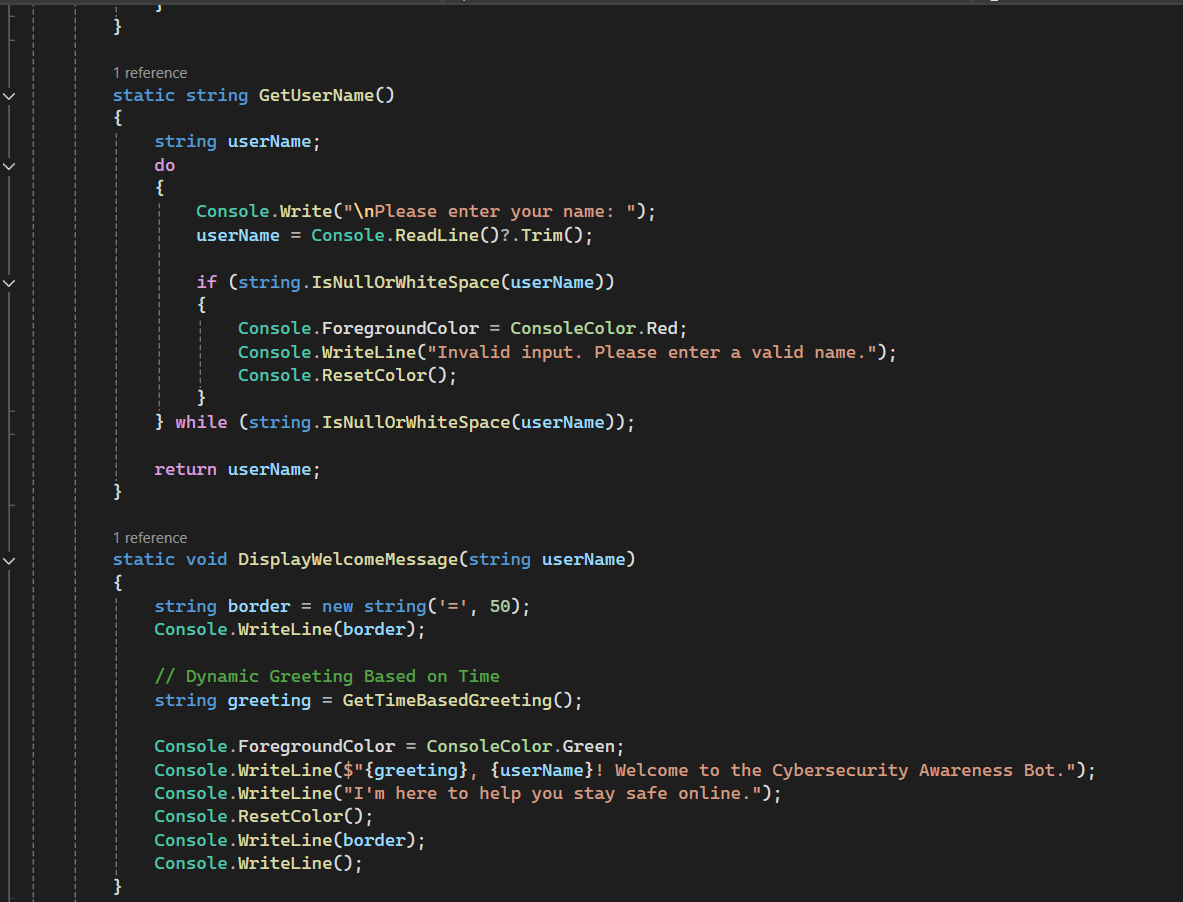 }
}
1 reference
static string GetUserName()
{
string userName;
do
{
Console.Write("\nPlease enter your name: ");
userName = Console.ReadLine()?.Trim();
if (string.IsNullOrWhiteSpace(userName))
{
Console.ForegroundColor = ConsoleColor.Red;
Console.WriteLine("Invalid input. Please enter a valid name.");
Console.ResetColor();
}
} while (string.IsNullOrWhiteSpace(userName));
return userName;
}
1 reference
static void DisplayWelcomeMessage(string userName)
{
string border = new string('=', 50);
Console.WriteLine(border);
// Dynamic Greeting Based on Time
string greeting = GetTimeBasedGreeting();
Console.ForegroundColor = ConsoleColor.Green;
Console.WriteLine($"{greeting}, {userName}! Welcome to the Cybersecurity Awareness Bot.");
Console.WriteLine("I'm here to help you stay safe online.");
Console.ResetColor();
Console.WriteLine(border);
Console.WriteLine();
}